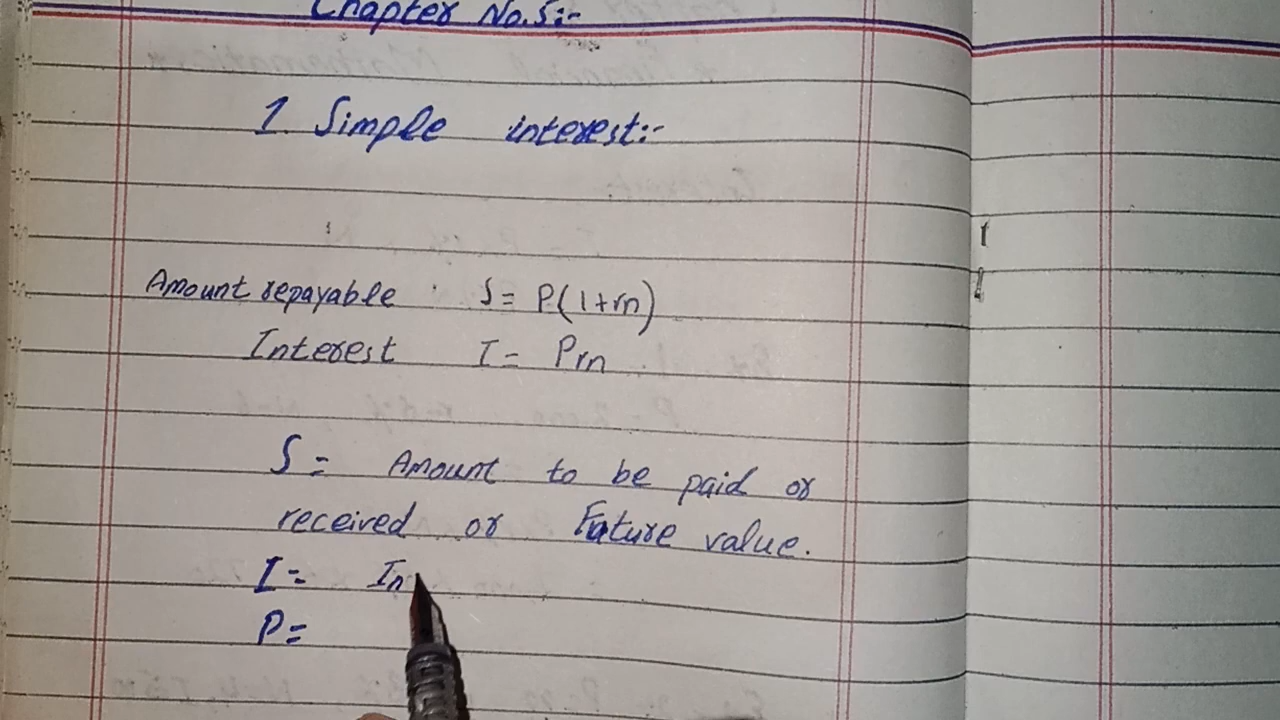 Chapter No.5:-
1. Simple interest:-
Amount repayable : S= P(1+rn)
Interest I= Prn
S= Amount to be paid or
received or Future value.
I= In
P=